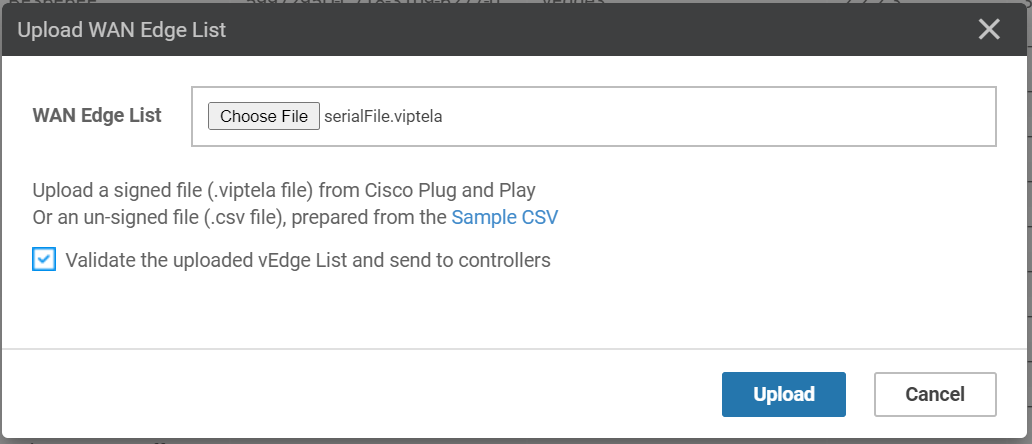 Upload WAN Edge List
WAN Edge List
Choose File serialFile.viptela
Upload a signed file (.viptela file) from Cisco Plug and Play
Or an un-signed file (.csv file), prepared from the Sample CSV
Validate the uploaded vEdge List and send to controllers
Upload Cancel